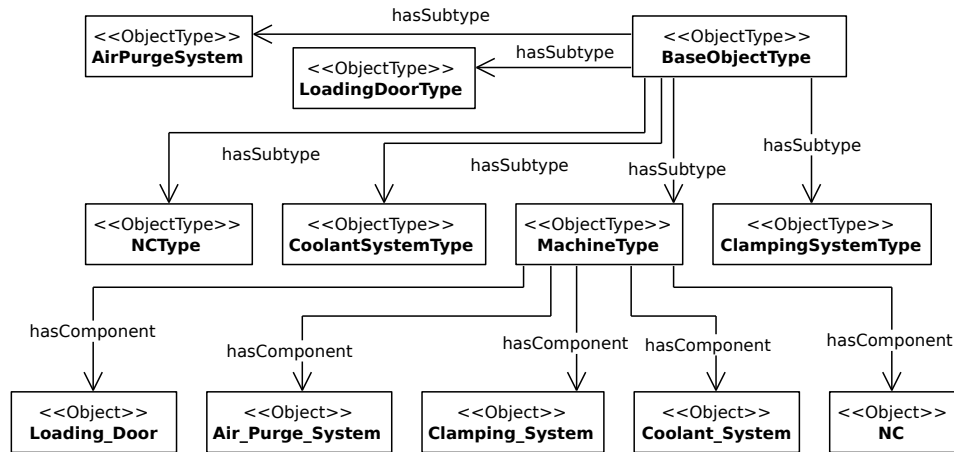 hasSubtype
<<ObjectType>>
AirPurgeSystem
<<ObjectType>>
BaseObjectType
hasSubtype
<<ObjectType>>
LoadingDoorType
hasSubtype
hasSubtype
hasSubtype
hasSubtype
<<ObjectType>>
NCType
<<ObjectType>>
CoolantSystemType
<<ObjectType>>
MachineType
<<ObjectType>>
ClampingSystemType
hasComponent
hasComponent
hasComponent
hasComponent
hasComponent
<<Object>>
Loading_Door
<<Object>>
Air_Purge_System
<<Object>>
Clamping_System
<<Object>>
Coolant_System
<<Object>>
NC